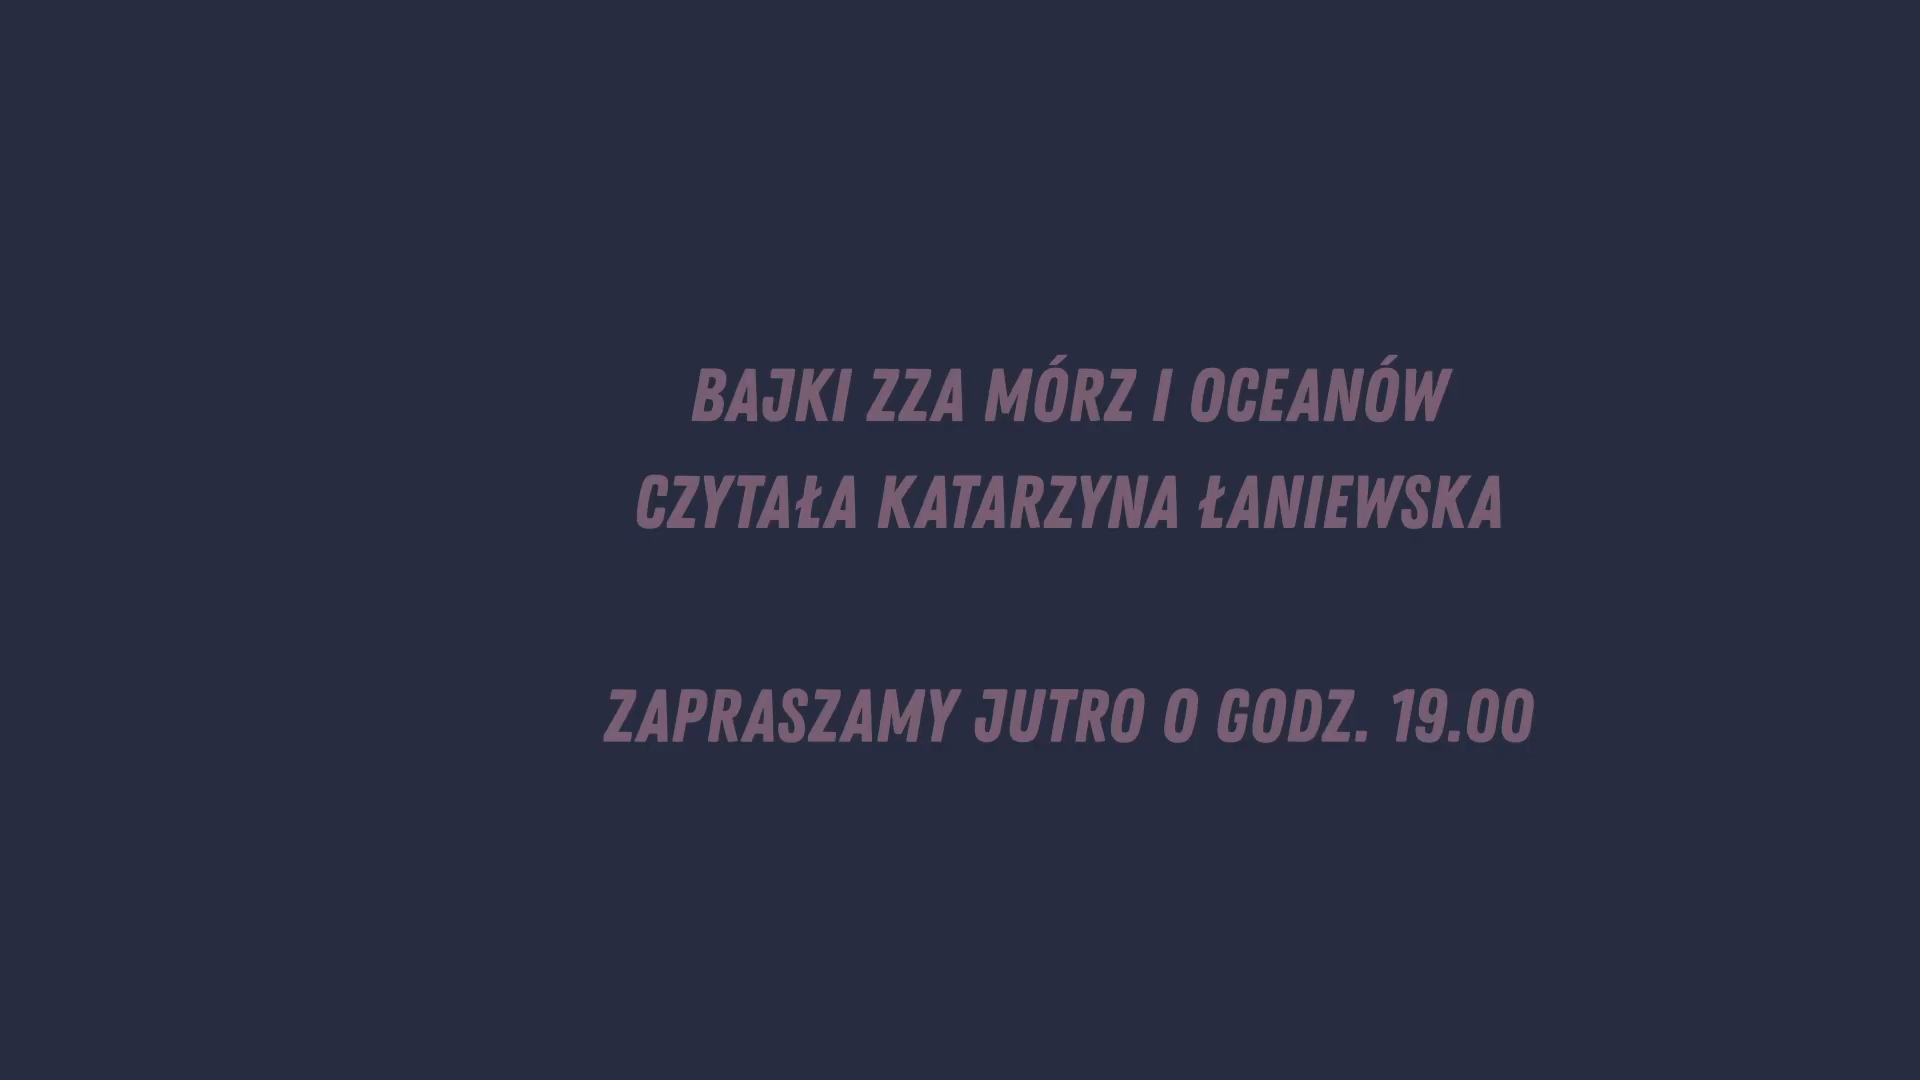 BAJKI ZZA MÓRZ I OCEANÓW
CZYTAŁA KATARZYNA ŁANIEWSKA
ZAPRASZAMY JUTRO O GODZ. 19.00